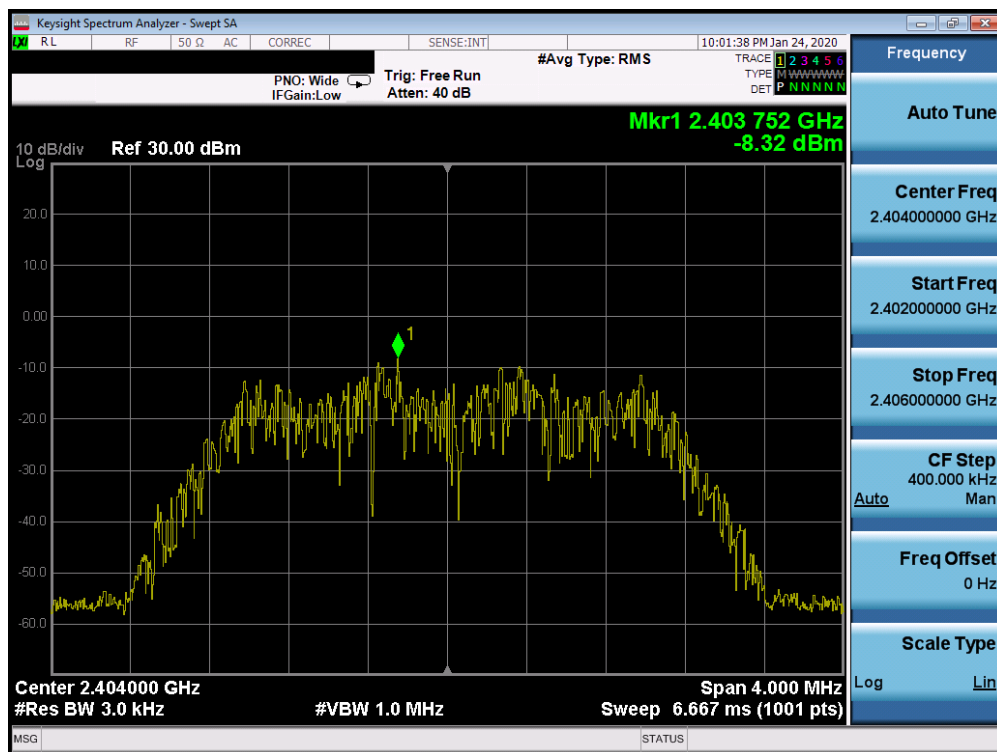 Keysight Spectrum Analyzer - Swept SA
LXI RL RF 50 Ω AC CORREC SENSE:INT 10:01:38 PM Jan 24, 2020
#Avg Type: RMS TRACE 1 2 3 4 5 6
PNO: Wide Trig: Free Run TYPE M WWWWW
IFGain:Low Atten: 40 dB DET P N N N N N
Mkr1 2.403 752 GHz
-8.32 dBm
10 dB/div Ref 30.00 dBm
Log
20.0
10.0
0.00
1
-10.0
-20.0
-30.0
-40.0
-50.0
-60.0
Center 2.404000 GHz Span 4.000 MHz
#Res BW 3.0 kHz #VBW 1.0 MHz Sweep 6.667 ms (1001 pts)
MSG STATUS
Frequency
Auto Tune
Center Freq
2.404000000 GHz
Start Freq
2.402000000 GHz
Stop Freq
2.406000000 GHz
CF Step
400.000 kHz
Auto Man
Freq Offset
0 Hz
Scale Type
Log Lin